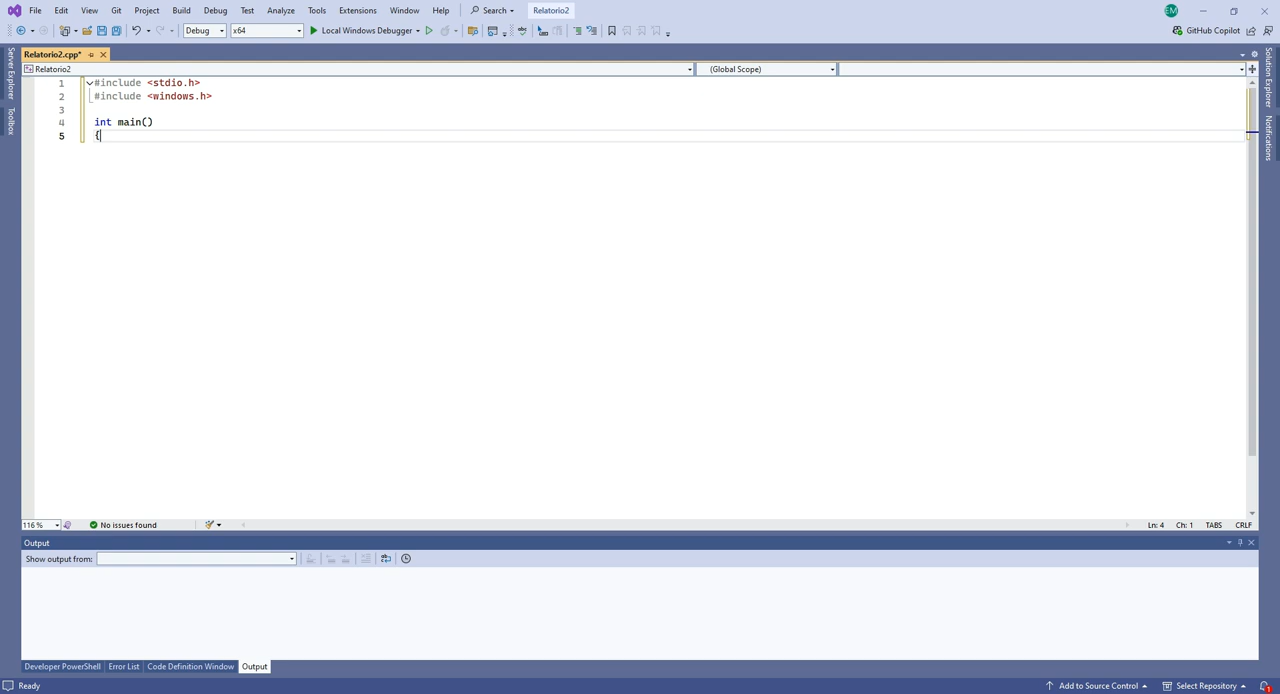 File Edit View Git Project Build Debug Test Analyze Tools Extensions Window Help Search Relatorio2 EM
Debug x64 Local Windows Debugger GitHub Copilot
Relatorio2.cpp*
Relatorio2 (Global Scope)
Server Explorer
Toolbox
Solution Explorer
Notifications
1 #include <stdio.h>
2 #include <windows.h>
3
4 int main()
5 {
116 % No issues found Ln: 4 Ch: 1 TABS CRLF
Output
Show output from:
Developer PowerShell Error List Code Definition Window Output
Ready Add to Source Control Select Repository 1